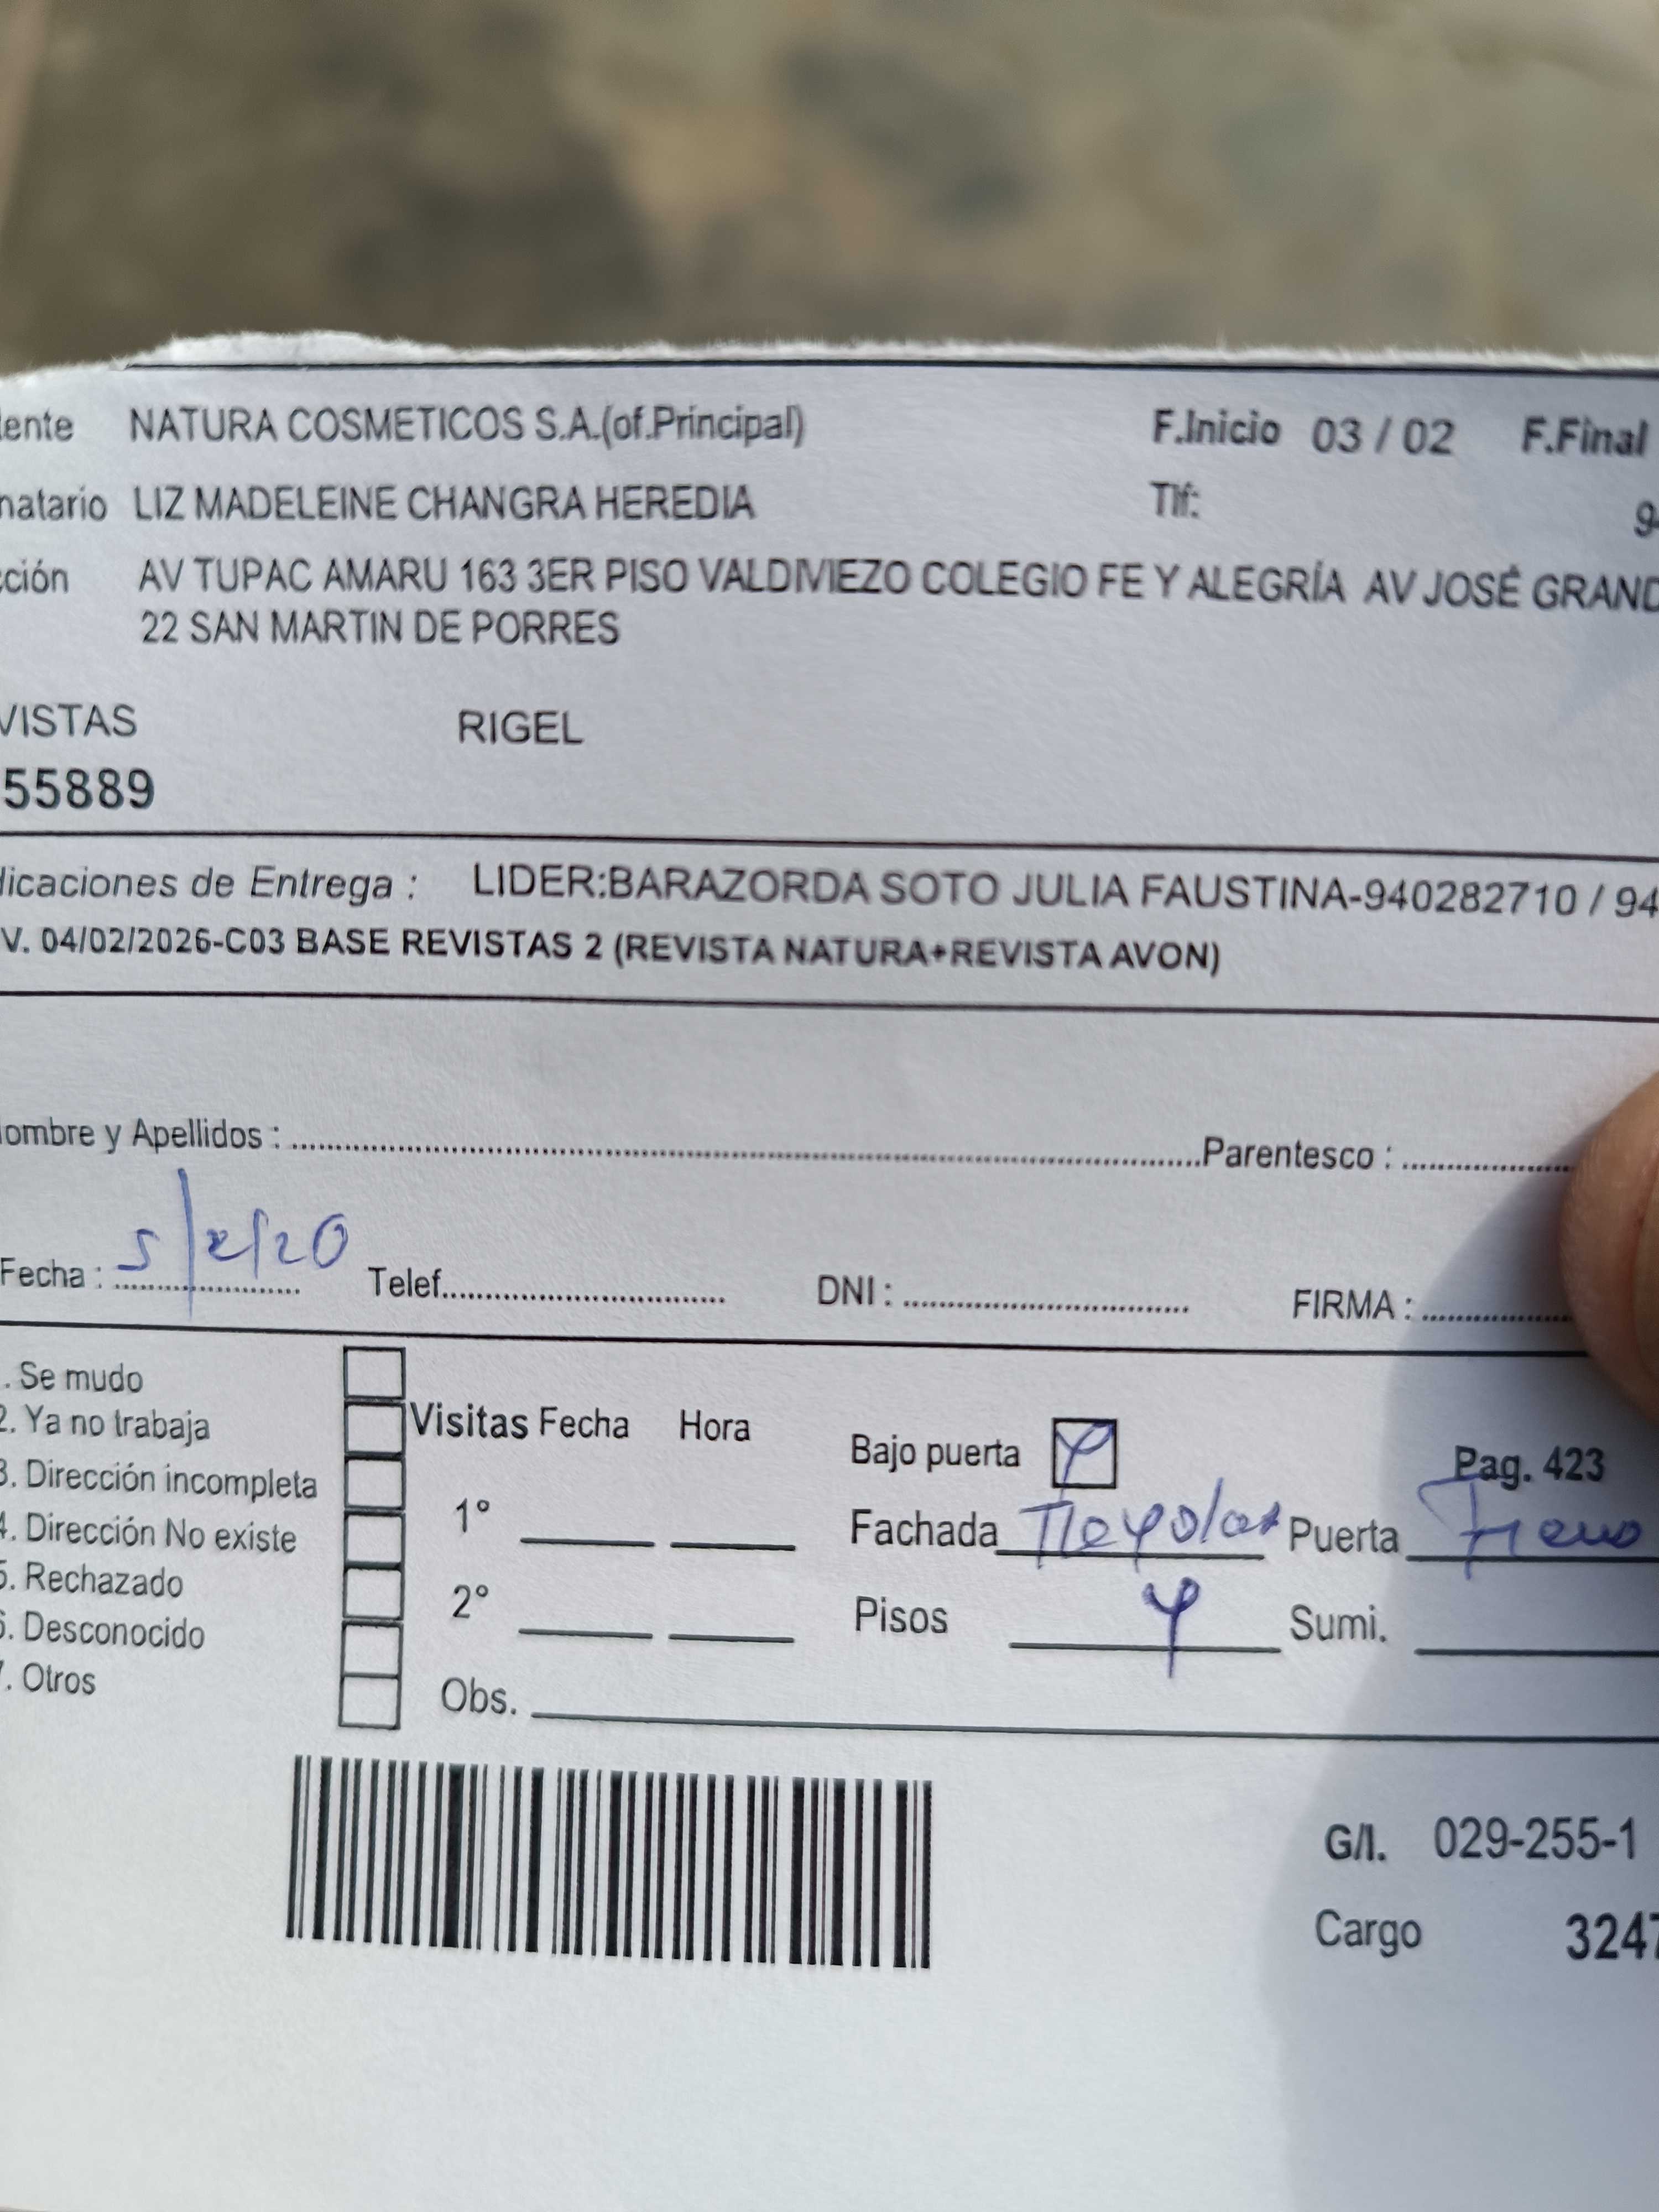 ente NATURA COSMETICOS S.A.(of.Principal) F.Inicio 03 / 02 F.Final
natario LIZ MADELEINE CHANGRA HEREDIA Tlf: 9
ción AV TUPAC AMARU 163 3ER PISO VALDIVIEZO COLEGIO FE Y ALEGRÍA AV JOSÉ GRAND
22 SAN MARTIN DE PORRES
VISTAS RIGEL
55889
dicaciones de Entrega : LIDER:BARAZORDA SOTO JULIA FAUSTINA-940282710 / 94
V. 04/02/2026-C03 BASE REVISTAS 2 (REVISTA NATURA+REVISTA AVON)
ombre y Apellidos : Parentesco :
Fecha : 5/2/20 Telef. DNI : FIRMA :
. Se mudo
2. Ya no trabaja Visitas Fecha Hora Bajo puerta
3. Dirección incompleta Pag. 423
4. Dirección No existe 1° Fachada Puerta
5. Rechazado
6. Desconocido 2° Pisos 4 Sumi.
7. Otros Obs.
G/I. 029-255-1
Cargo 3247